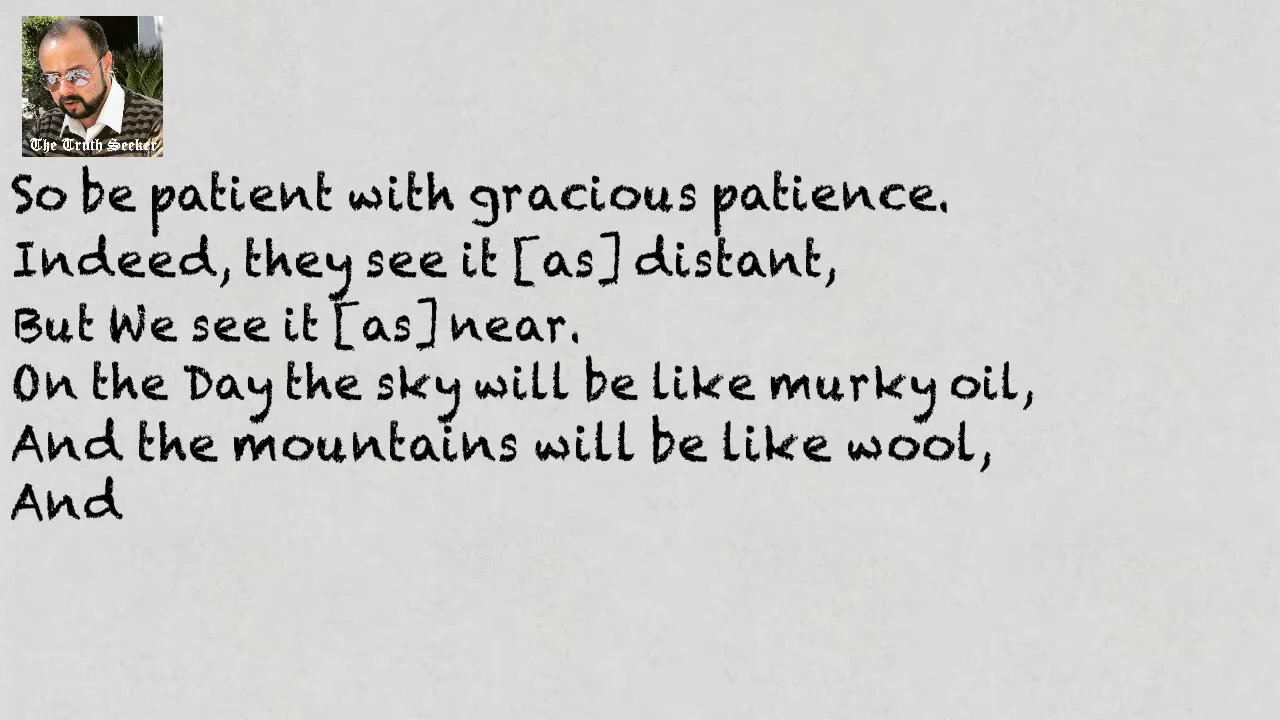 The Truth Seeker
So be patient with gracious patience.
Indeed, they see it [as] distant,
But We see it [as] near.
On the Day the sky will be like murky oil,
And the mountains will be like wool,
And